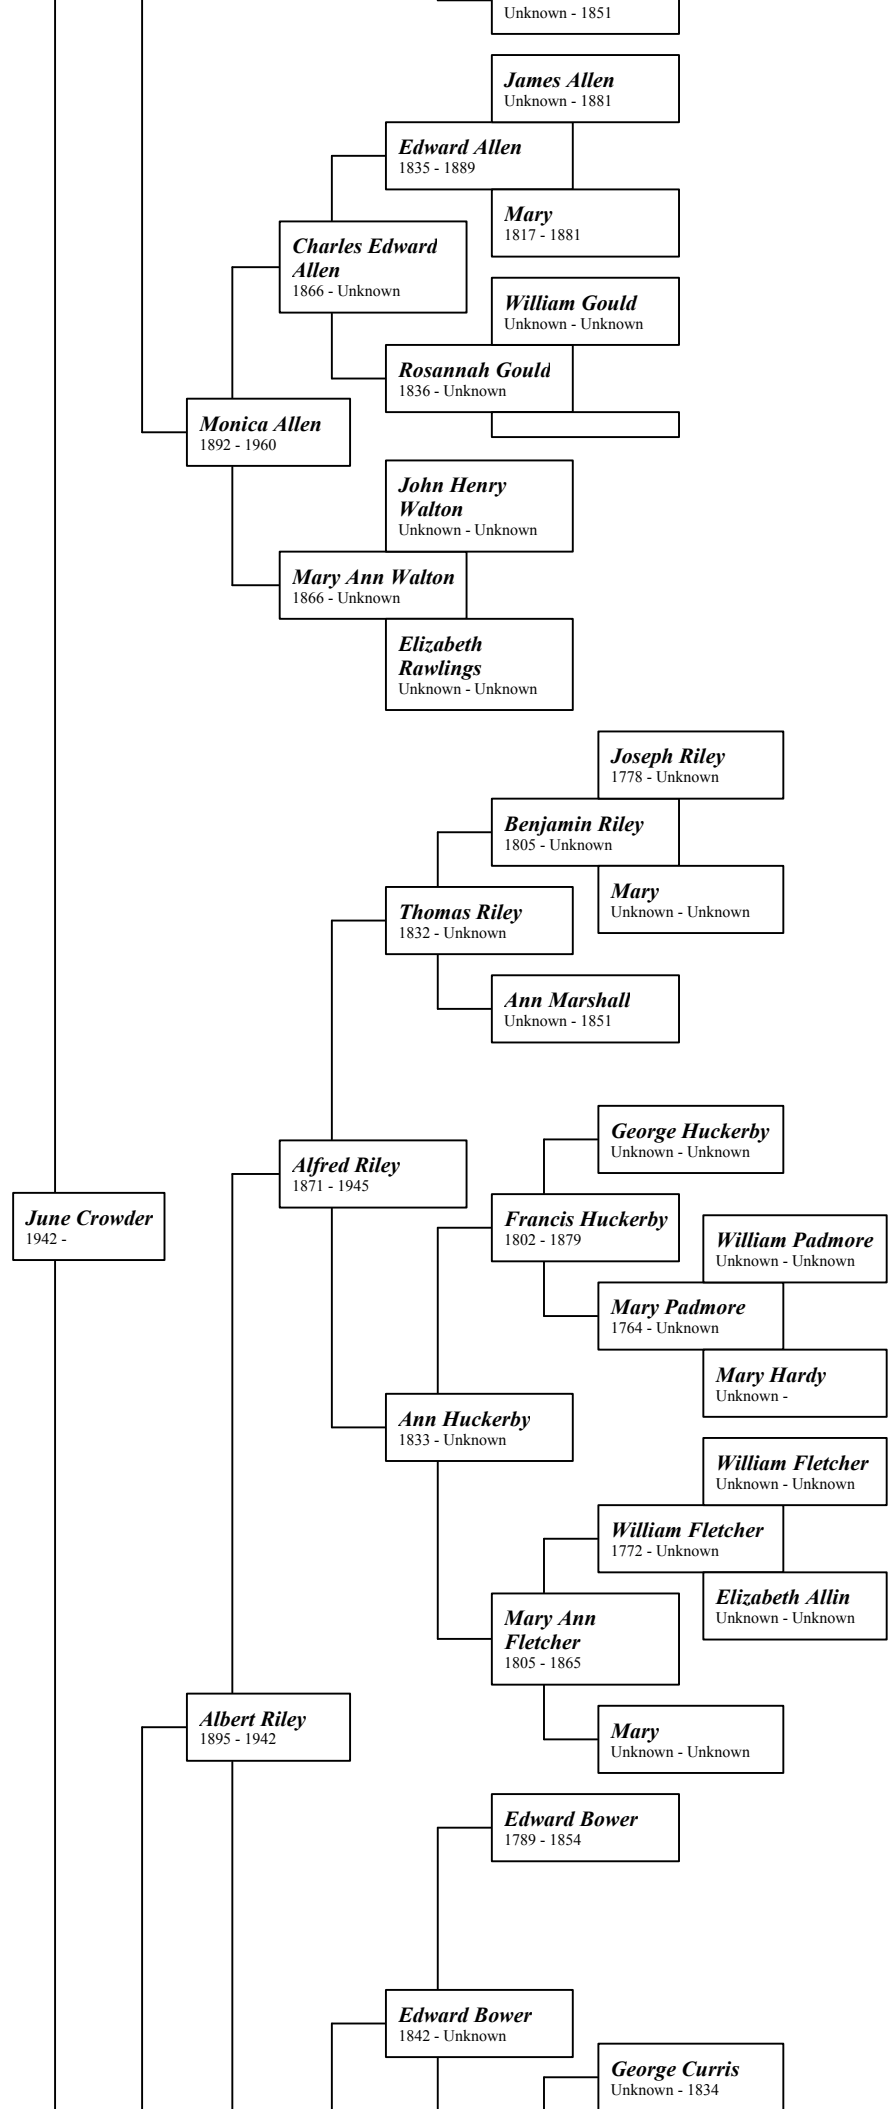 Unknown - 1851
James Allen
Unknown - 1881
Edward Allen
1835 - 1889
Mary
1817 - 1881
Charles Edward
Allen
1866 - Unknown
William Gould
Unknown - Unknown
Rosannah Gould
1836 - Unknown
Monica Allen
1892 - 1960
John Henry
Walton
Unknown - Unknown
Mary Ann Walton
1866 - Unknown
Elizabeth
Rawlings
Unknown - Unknown
Joseph Riley
1778 - Unknown
Benjamin Riley
1805 - Unknown
Mary
Unknown - Unknown
Thomas Riley
1832 - Unknown
Ann Marshall
Unknown - 1851
George Huckerby
Unknown - Unknown
Alfred Riley
1871 - 1945
June Crowder
1942 -
Francis Huckerby
1802 - 1879
William Padmore
Unknown - Unknown
Mary Padmore
1764 - Unknown
Mary Hardy
Unknown -
Ann Huckerby
1833 - Unknown
William Fletcher
Unknown - Unknown
William Fletcher
1772 - Unknown
Elizabeth Allin
Unknown - Unknown
Mary Ann
Fletcher
1805 - 1865
Albert Riley
1895 - 1942
Mary
Unknown - Unknown
Edward Bower
1789 - 1854
Edward Bower
1842 - Unknown
George Curris
Unknown - 1834